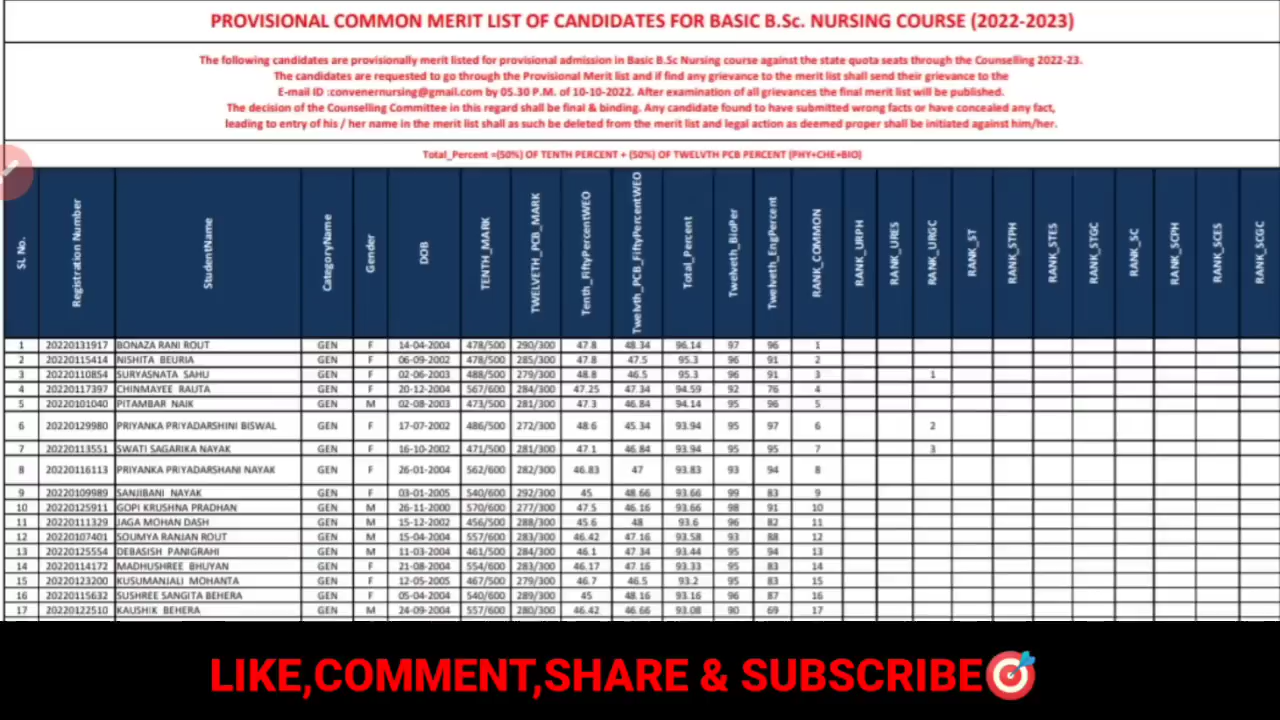 PROVISIONAL COMMON MERIT LIST OF CANDIDATES FOR BASIC B.Sc. NURSING COURSE (2022-2023)
The following candidates are provisionally merit listed for provisional admission in Basic B.Sc Nursing course against the state quota seats through the Counselling 2022-23.
The candidates are requested to go through the Provisional Merit list and if find any grievance to the merit list shall send their grievance to the
E-mail ID :convenernursing@gmail.com by 05.30 P.M. of 10-10-2022. After examination of all grievances the final merit list will be published.
The decision of the Counselling Committee in this regard shall be final & binding. Any candidate found to have submitted wrong facts or have concealed any fact,
leading to entry of his / her name in the merit list shall as such be deleted from the merit list and legal action as deemed proper shall be initiated against him/her.
Total_Percent =(50%) OF TENTH PERCENT + (50%) OF TWELVTH PCB PERCENT (PHY+CHE+BIO)
SL No. Registration Number StudentName CategoryName Gender DOB TENTH_MARK TWELVETH_PCB_MARK Tenth_FiftyPercentWEO Twelvth_PCB_FiftyPercentWEO Total_Percent Twelveth_BioPer Twelveth_EngPercent RANK_COMMON RANK_URPH RANK_URES RANK_URGC RANK_ST RANK_STPH RANK_STES RANK_STGC RANK_SC RANK_SCPH RANK_SCES RANK_SCGC
1 20220131917 BONAZA RANI ROUT GEN F 14-04-2004 478/500 290/300 47.8 48.34 96.14 97 96 1
2 20220115414 NISHITA BEURIA GEN F 06-09-2002 478/500 285/300 47.8 47.5 95.3 96 91 2
3 20220110854 SURYASNATA SAHU GEN F 02-06-2003 488/500 279/300 48.8 46.5 95.3 96 91 3 1
4 20220117397 CHINMAYEE RAUTA GEN F 20-12-2004 567/600 284/300 47.25 47.34 94.59 92 76 4
5 20220101040 PITAMBAR NAIK GEN M 02-08-2003 473/500 281/300 47.3 46.84 94.14 95 96 5
6 20220129980 PRIYANKA PRIYADARSHINI BISWAL GEN F 17-07-2002 486/500 272/300 48.6 45.34 93.94 95 97 6 2
7 20220113551 SWATI SAGARIKA NAYAK GEN F 16-10-2002 471/500 281/300 47.1 46.84 93.94 95 95 7 3
8 20220116113 PRIYANKA PRIYADARSHANI NAYAK GEN F 26-01-2004 562/600 282/300 46.83 47 93.83 93 94 8
9 20220109989 SANJIBANI NAYAK GEN F 03-01-2005 540/600 292/300 45 48.66 93.66 99 83 9
10 20220125911 GOPI KRUSHNA PRADHAN GEN M 26-11-2000 570/600 277/300 47.5 46.16 93.66 98 91 10
11 20220111329 JAGA MOHAN DASH GEN M 15-12-2002 456/500 288/300 45.6 48 93.6 96 82 11
12 20220107401 SOUMYA RANJAN ROUT GEN M 15-04-2004 557/600 283/300 46.42 47.16 93.58 93 88 12
13 20220125554 DEBASISH PANIGRAHI GEN M 11-03-2004 461/500 284/300 46.1 47.34 93.44 95 94 13
14 20220114172 MADHUSHREE BHUYAN GEN F 21-08-2004 554/600 283/300 46.17 47.16 93.33 95 83 14
15 20220123200 KUSUMANJALI MOHANTA GEN F 12-05-2005 467/500 279/300 46.7 46.5 93.2 95 83 15
16 20220115632 SUSHREE SANGITA BEHERA GEN F 05-04-2004 540/600 289/300 45 48.16 93.16 96 87 16
17 20220122510 KAUSHIK BEHERA GEN M 24-09-2004 557/600 280/300 46.42 46.66 93.08 90 69 17
LIKE,COMMENT,SHARE & SUBSCRIBE🎯